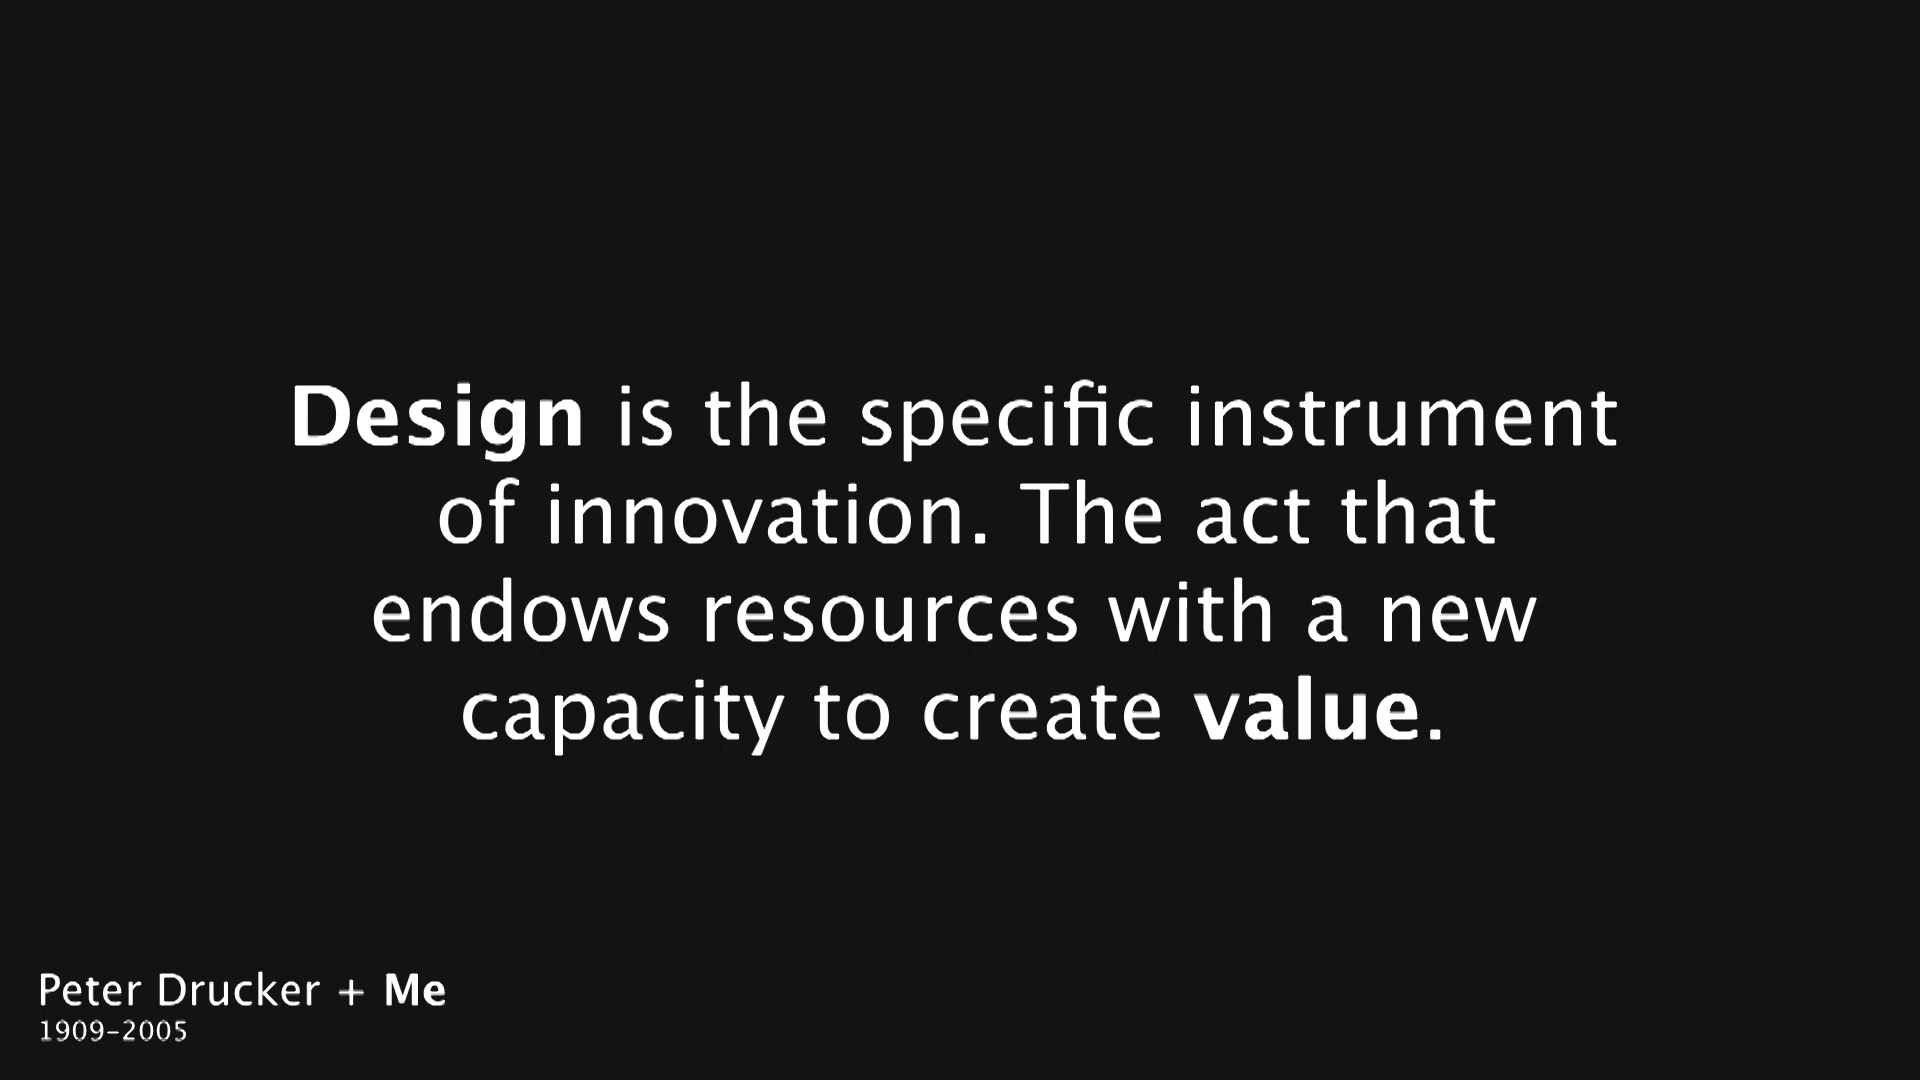 Design is the specific instrument
of innovation. The act that
endows resources with a new
capacity to create value.
Peter Drucker + Me
1909-2005